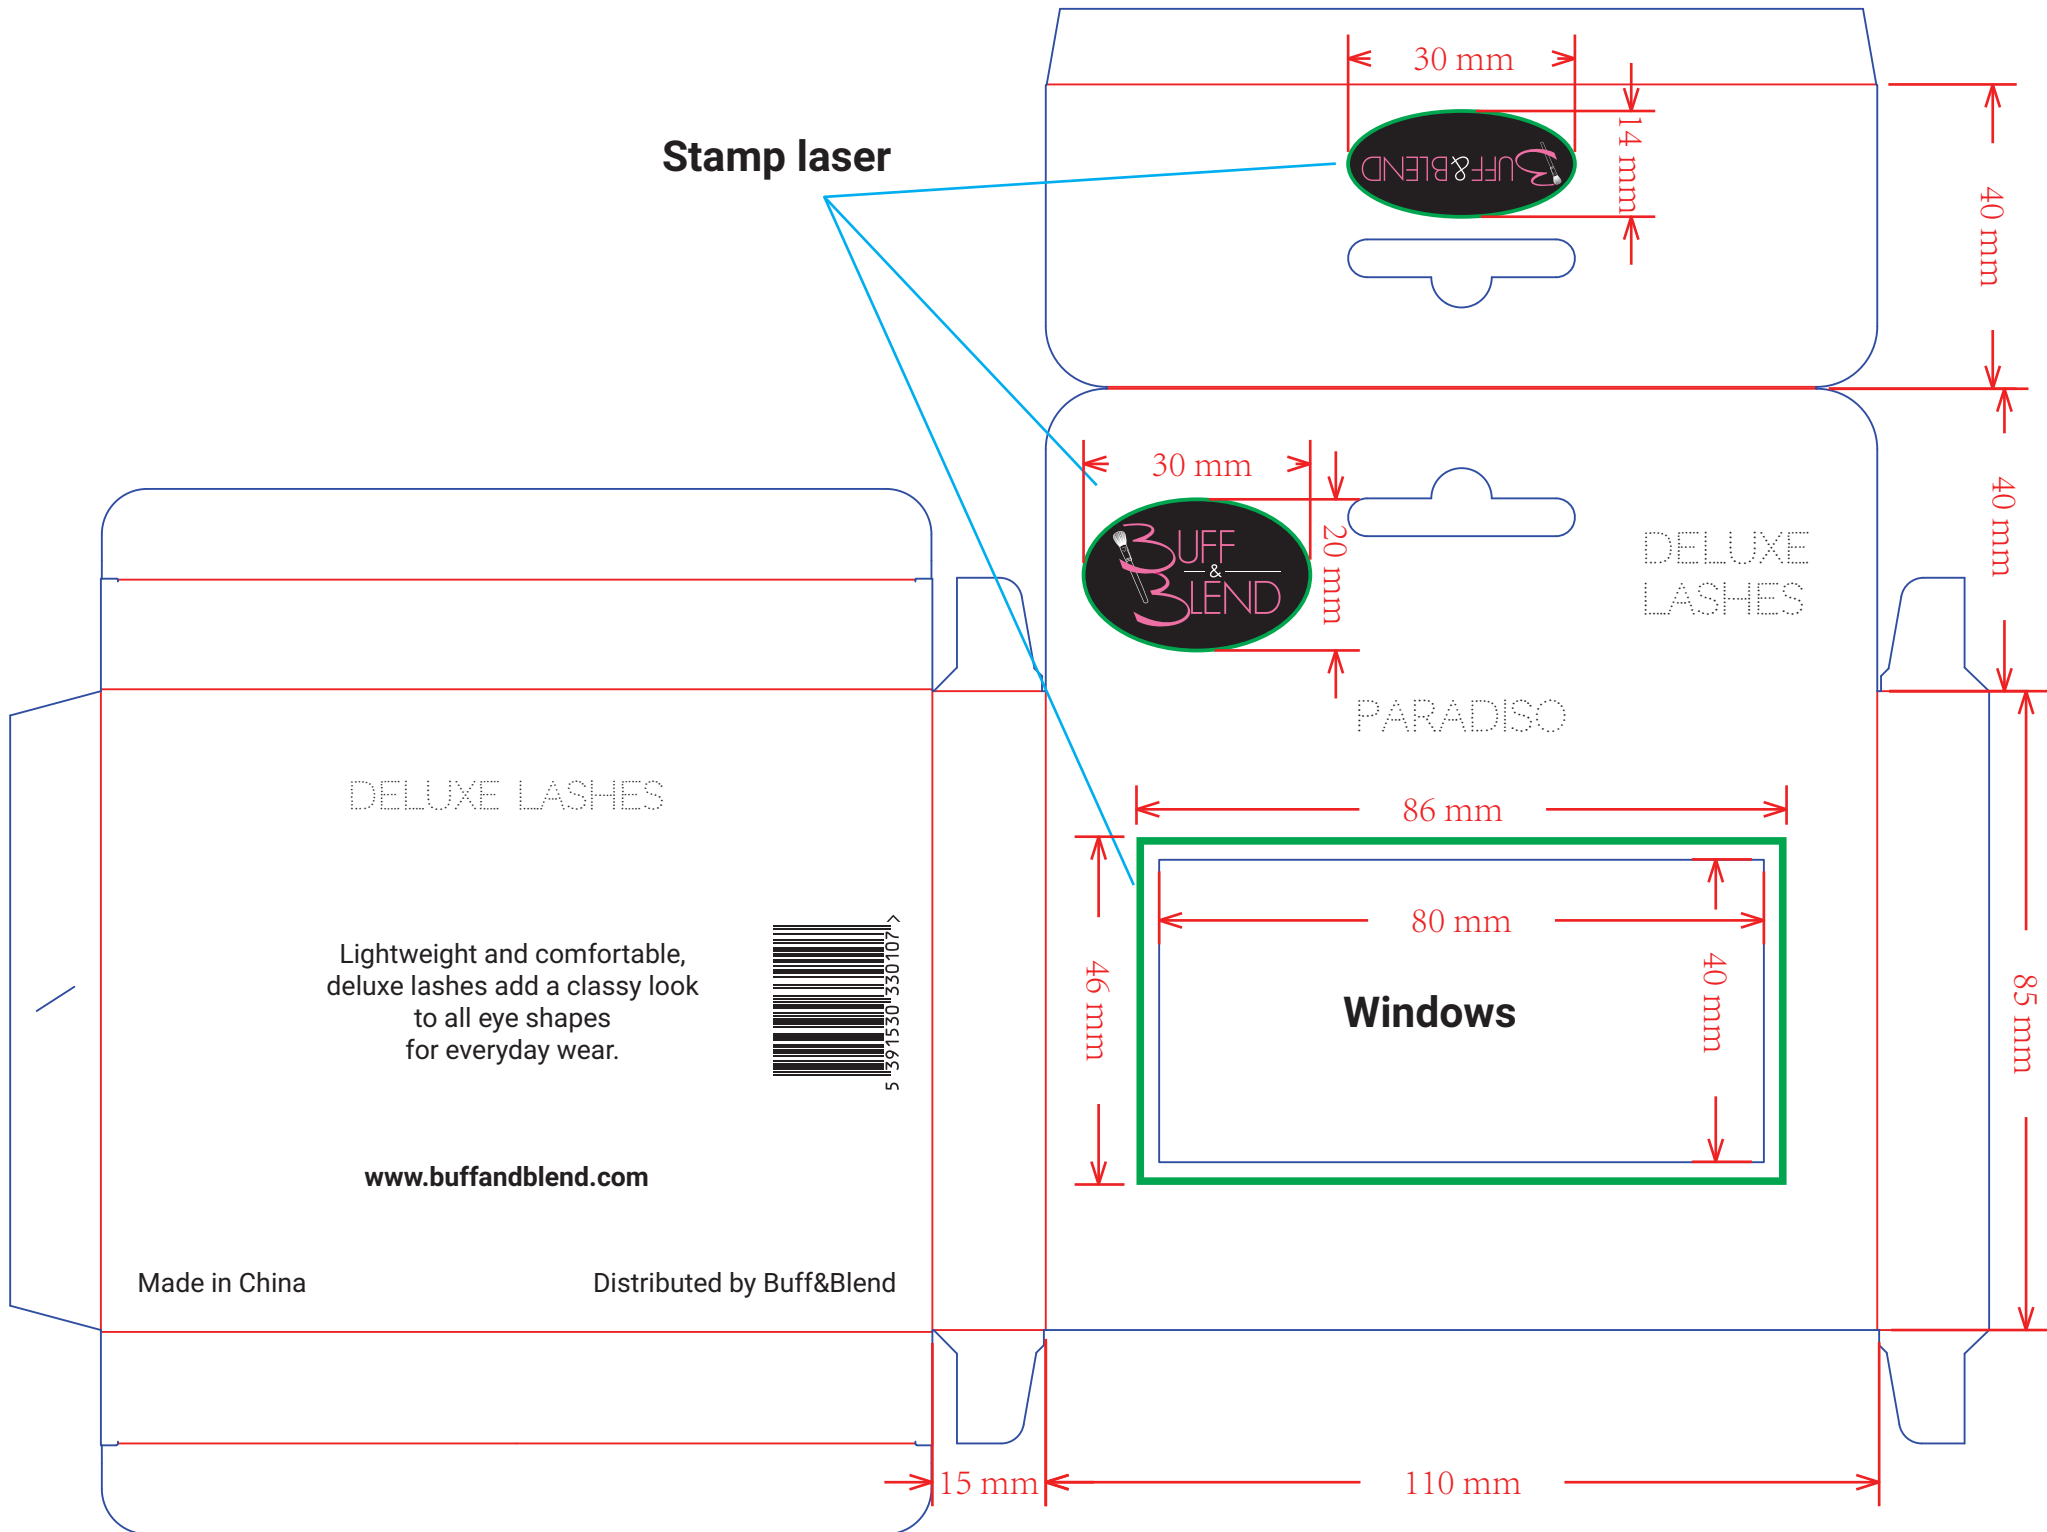 30 mm
14 mm
BUFF&BLEND
Stamp laser
40 mm
30 mm
20 mm
BUFF
&
BLEND
DELUXE
LASHES
40 mm
PARADISO
86 mm
80 mm
40 mm
46 mm
Windows
85 mm
DELUXE LASHES
Lightweight and comfortable,
deluxe lashes add a classy look
to all eye shapes
for everyday wear.
5 391530 330107 >
www.buffandblend.com
Made in China
Distributed by Buff&Blend
15 mm
110 mm